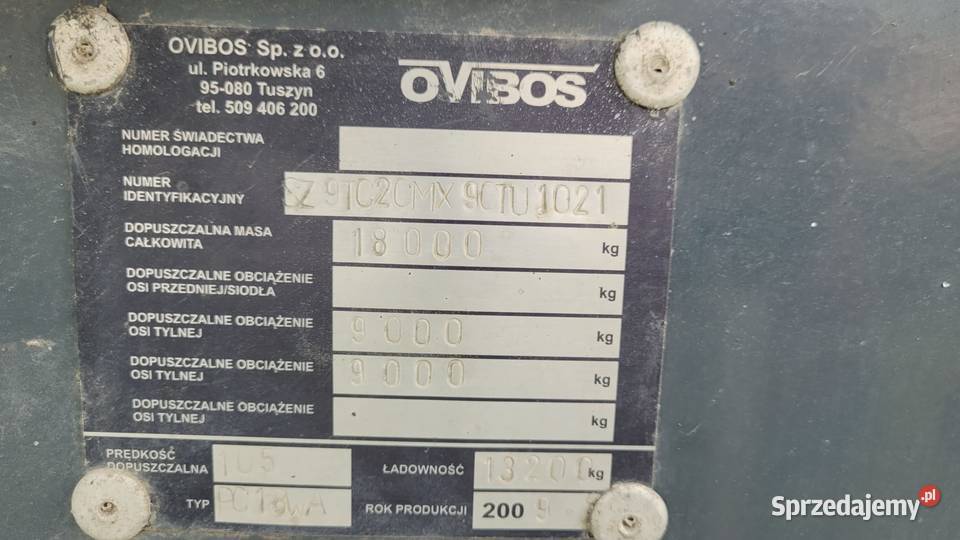 OVIBOS Sp. z o.o.
ul. Piotrkowska 6
95-080 Tuszyn
tel. 509 406 200
OVIBOS
NUMER ŚWIADECTWA
HOMOLOGACJI
NUMER
IDENTYFIKACYJNY
SZ9TC2CMX9CTU1021
DOPUSZCZALNA MASA
CAŁKOWITA
18000 kg
DOPUSZCZALNE OBCIĄŻENIE
OSI PRZEDNIEJ/SIODŁA
kg
DOPUSZCZALNE OBCIĄŻENIE
OSI TYLNEJ
9000 kg
DOPUSZCZALNE OBCIĄŻENIE
OSI TYLNEJ
9000 kg
DOPUSZCZALNE OBCIĄŻENIE
OSI TYLNEJ
kg
PRĘDKOŚĆ
DOPUSZCZALNA
105
ŁADOWNOŚĆ 13200 kg
TYP
ROK PRODUKCJI 2009
Sprzedajemy.pl